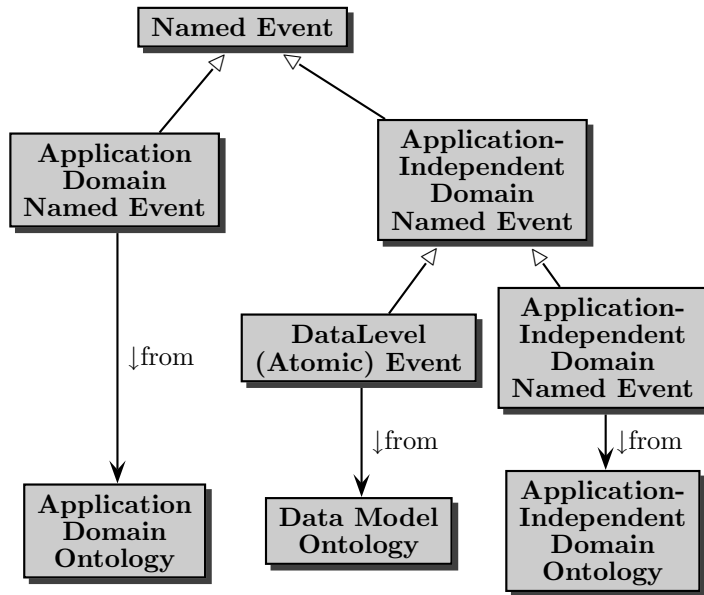 Named Event
Application
Domain
Named Event
Application-
Independent
Domain
Named Event
DataLevel
(Atomic) Event
Application-
Independent
Domain
Named Event
↓from
↓from
↓from
Application
Domain
Ontology
Data Model
Ontology
Application-
Independent
Domain
Ontology